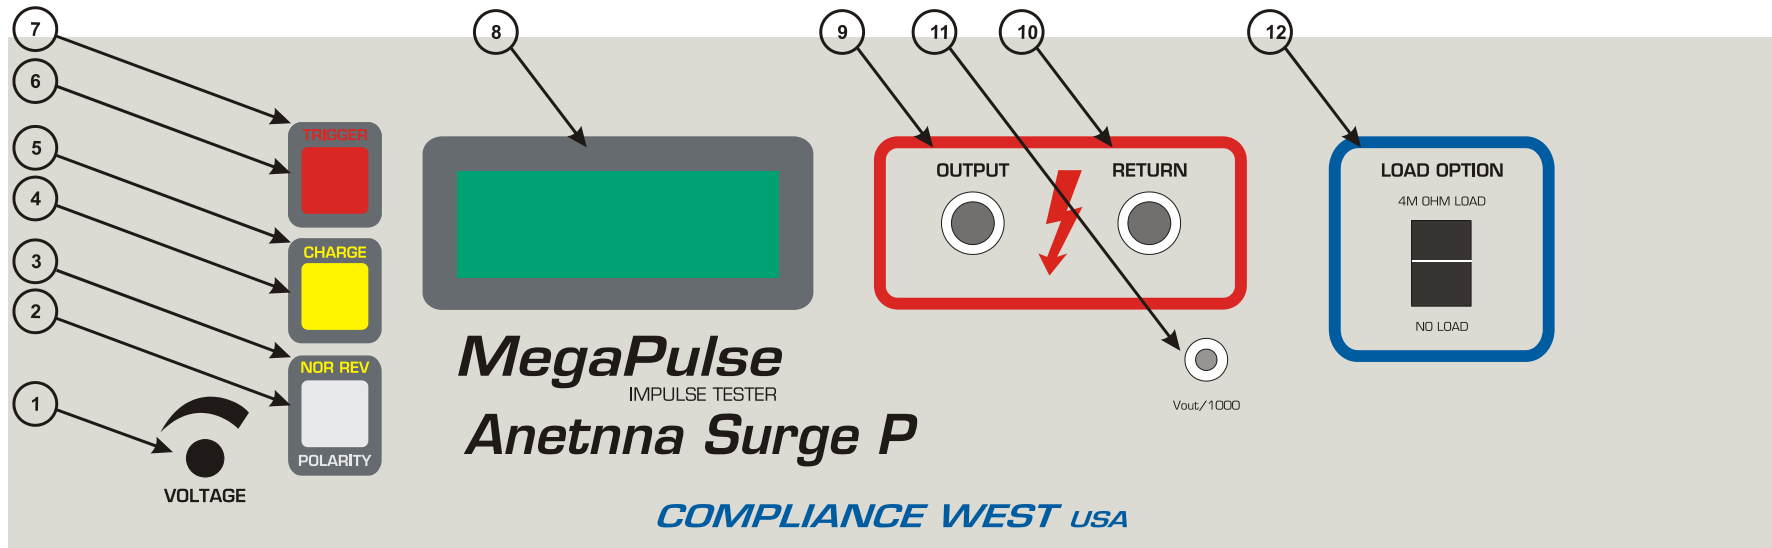 7
8
9
11
10
12
6
5
4
3
2
1
TRIGGER
CHARGE
NOR REV
POLARITY
VOLTAGE
OUTPUT
RETURN
LOAD OPTION
4M OHM LOAD
NO LOAD
MegaPulse
IMPULSE TESTER
Anetnna Surge P
Vout/1000
COMPLIANCE WEST USA